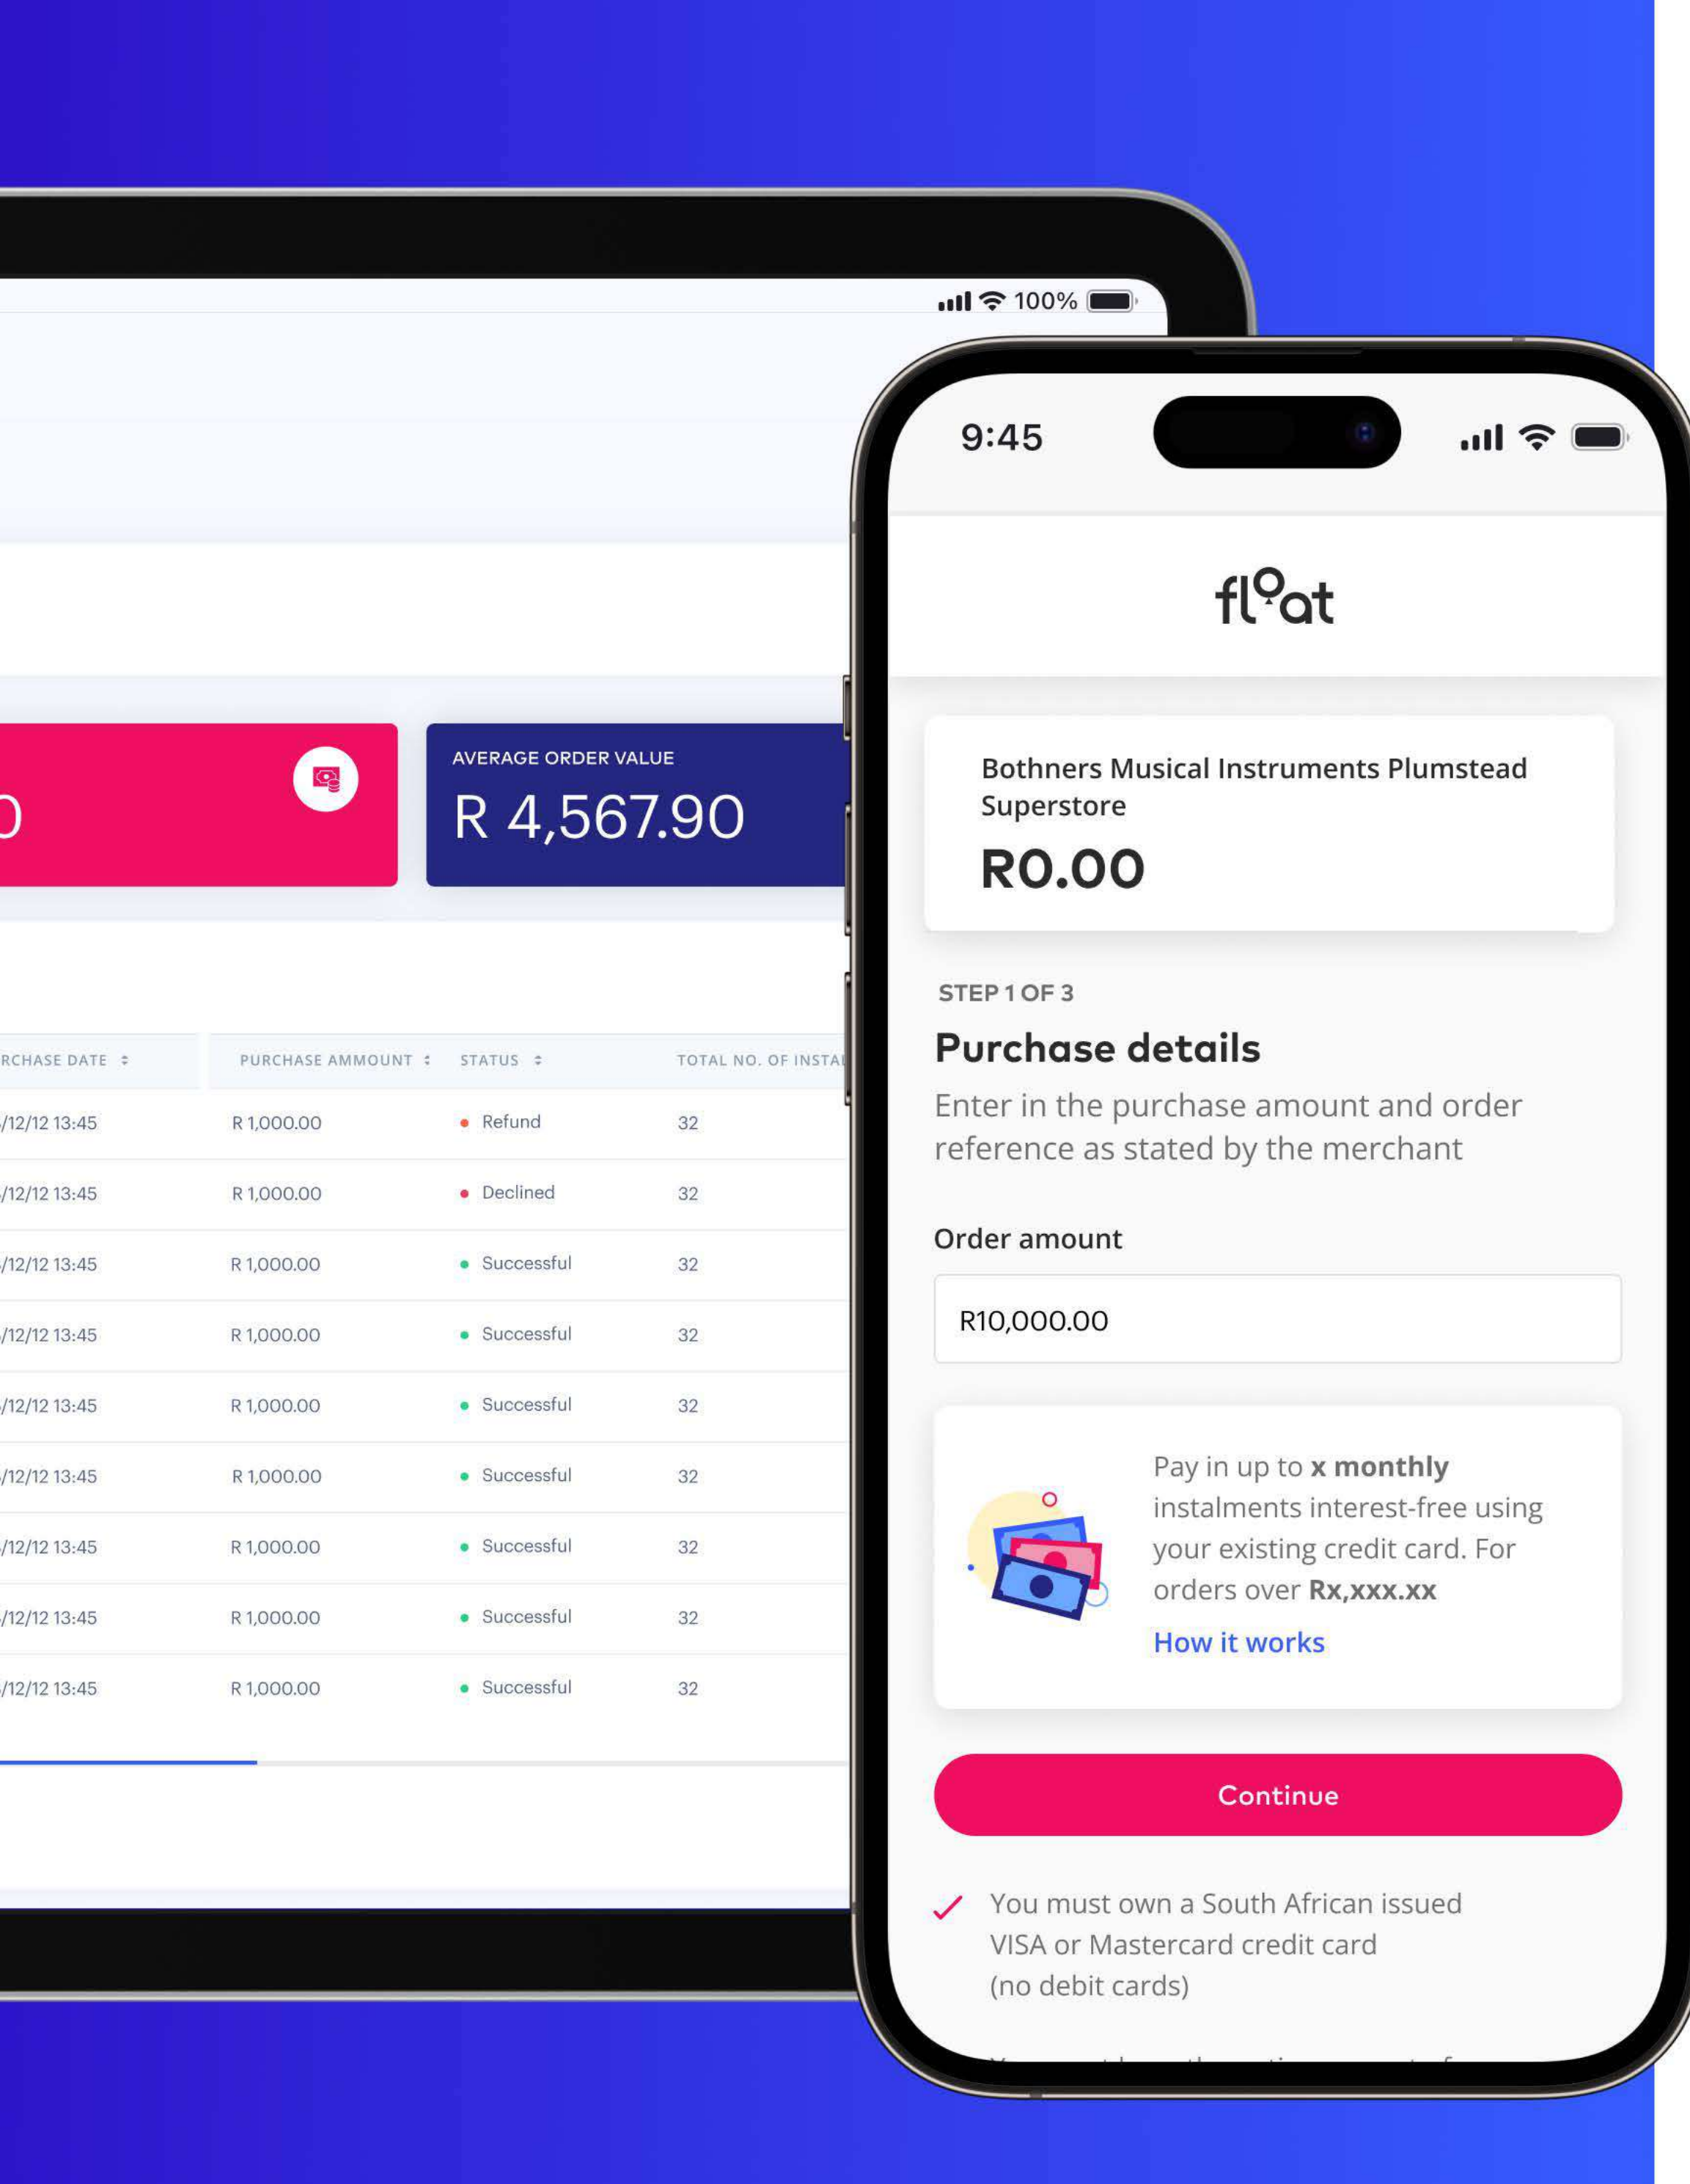 100%
0
AVERAGE ORDER VALUE
R 4,567.90
RCHASE DATE PURCHASE AMMOUNT STATUS TOTAL NO. OF INSTAL
/12/12 13:45 R 1,000.00 Refund 32
/12/12 13:45 R 1,000.00 Declined 32
/12/12 13:45 R 1,000.00 Successful 32
/12/12 13:45 R 1,000.00 Successful 32
/12/12 13:45 R 1,000.00 Successful 32
/12/12 13:45 R 1,000.00 Successful 32
/12/12 13:45 R 1,000.00 Successful 32
/12/12 13:45 R 1,000.00 Successful 32
/12/12 13:45 R 1,000.00 Successful 32
9:45
float
Bothners Musical Instruments Plumstead
Superstore
R0.00
STEP 1 OF 3
Purchase details
Enter in the purchase amount and order
reference as stated by the merchant
Order amount
R10,000.00
Pay in up to x monthly
instalments interest-free using
your existing credit card. For
orders over Rx,xxx.xx
How it works
Continue
You must own a South African issued
VISA or Mastercard credit card
(no debit cards)